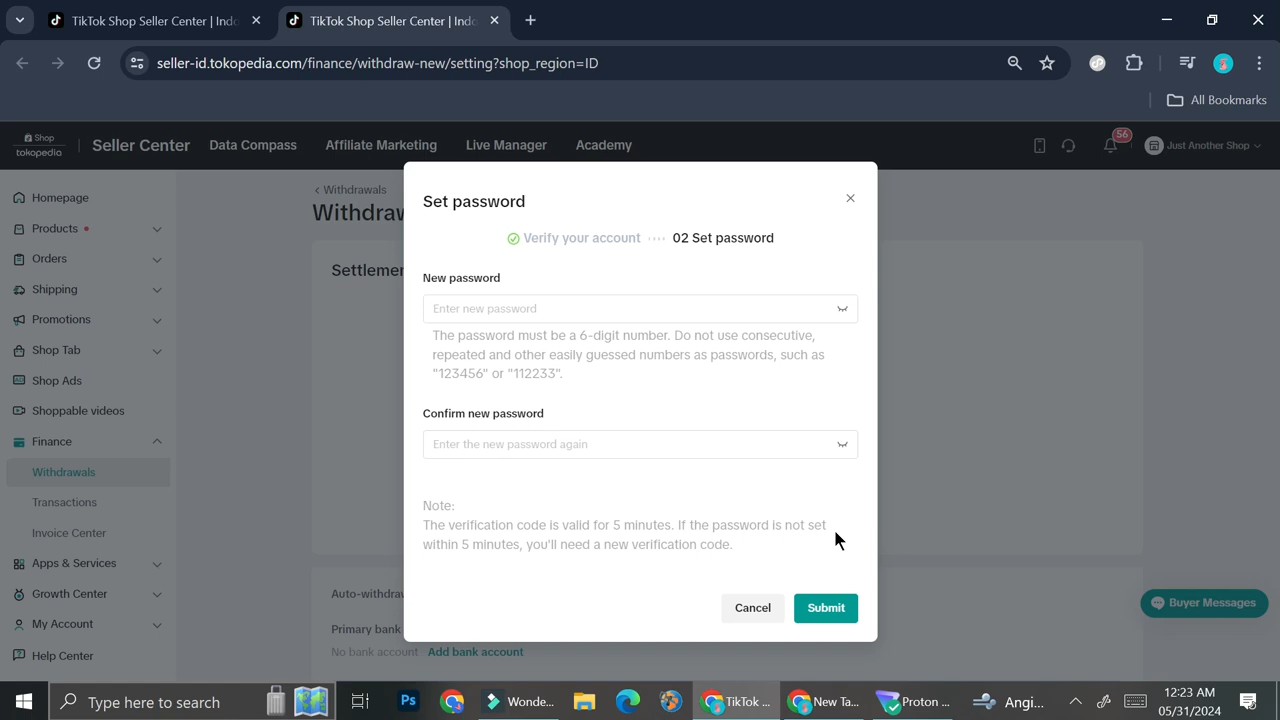 TikTok Shop Seller Center | Indo
TikTok Shop Seller Center | Indo
seller-id.tokopedia.com/finance/withdraw-new/setting?shop_region=ID
All Bookmarks
Shop
tokopedia
Seller Center
Data Compass
Affiliate Marketing
Live Manager
Academy
56
Just Another Shop
Homepage
Products
Orders
Shipping
Promotions
Shop Tab
Shop Ads
Shoppable videos
Finance
Withdrawals
Transactions
Invoice Center
Apps & Services
Growth Center
My Account
Help Center
Withdrawals
Withdraw
Settlemen
Auto-withdraw
Primary bank
No bank account
Add bank account
Set password
Verify your account
02 Set password
New password
Enter new password
The password must be a 6-digit number. Do not use consecutive,
repeated and other easily guessed numbers as passwords, such as
"123456" or "112233".
Confirm new password
Enter the new password again
Note:
The verification code is valid for 5 minutes. If the password is not set
within 5 minutes, you'll need a new verification code.
Cancel
Submit
Buyer Messages
Type here to search
Ps
Wonde...
TikTok ...
New Ta...
Proton ...
Angi...
12:23 AM
05/31/2024